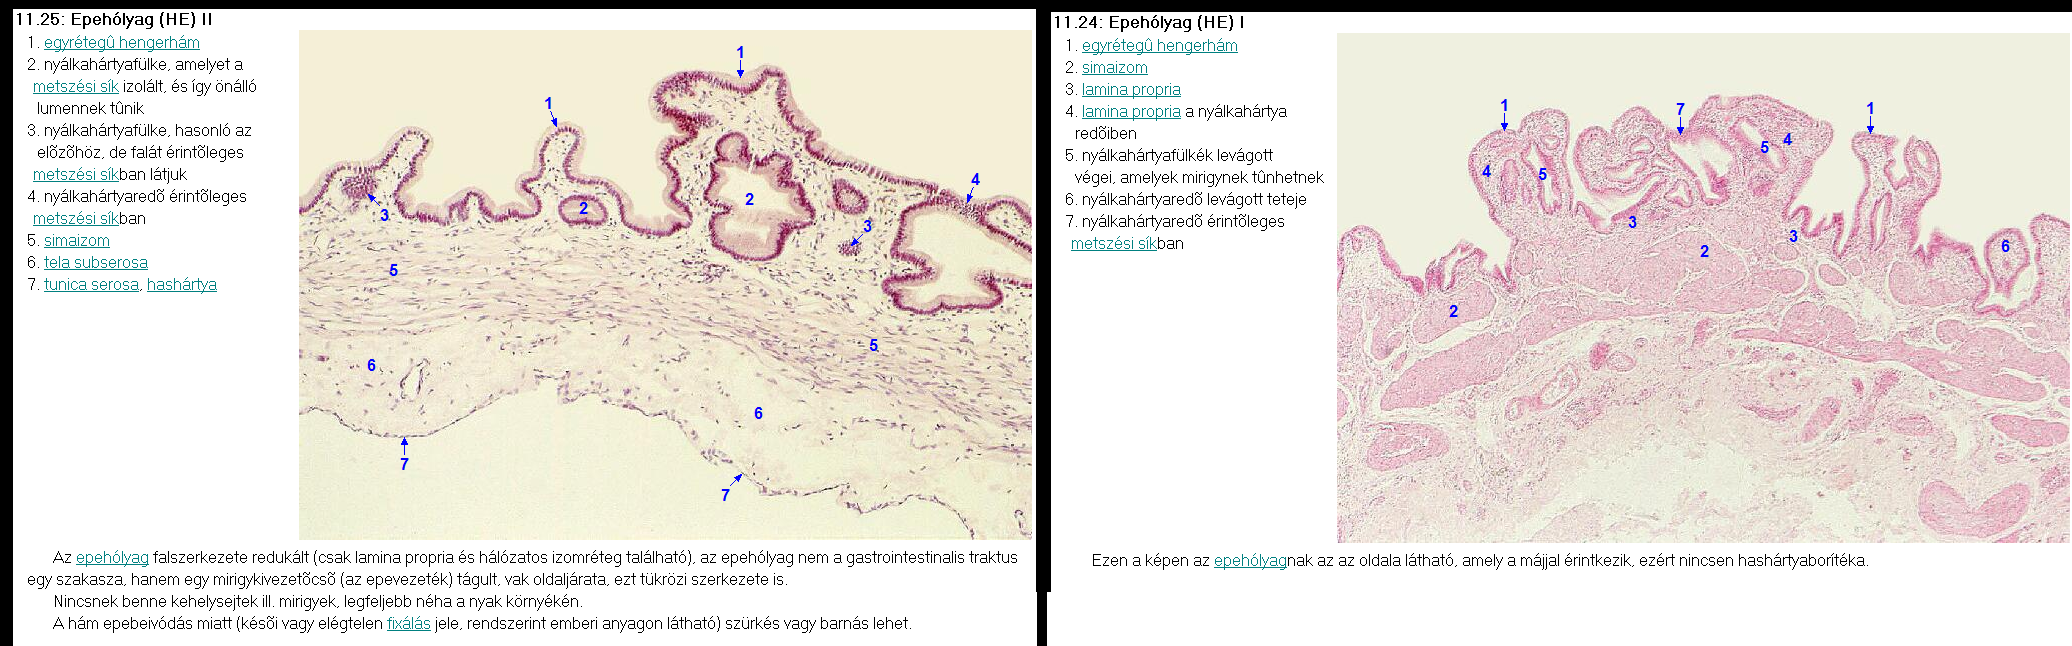 11.25: Epehólyag (HE) II
1. egyrétegû hengerhám
2. nyálkahártyafülke, amelyet a
metszési sík izolált, és így önálló
lumennek tûnik
3. nyálkahártyafülke, hasonló az
elõzõhöz, de falát érintõleges
metszési síkban látjuk
4. nyálkahártyaredõ érintõleges
metszési síkban
5. simaizom
6. tela subserosa
7. tunica serosa, hashártya
1
1
2
2
3
3
4
5
5
6
6
7
7
Az epehólyag falszerkezete redukált (csak lamina propria és hálózatos izomréteg található), az epehólyag nem a gastrointestinalis traktus
egy szakasza, hanem egy mirigykivezetõcsõ (az epevezeték) tágult, vak oldaljárata, ezt tükrözi szerkezete is.
Nincsnek benne kehelysejtek ill. mirigyek, legfeljebb néha a nyak környékén.
A hám epebeivódás miatt (késõi vagy elégtelen fixálás jele, rendszerint emberi anyagon látható) szürkés vagy barnás lehet.
11.24: Epehólyag (HE) I
1. egyrétegû hengerhám
2. simaizom
3. lamina propria
4. lamina propria a nyálkahártya
redõiben
5. nyálkahártyafülkék levágott
végei, amelyek mirigynek tûnhetnek
6. nyálkahártyaredõ levágott teteje
7. nyálkahártyaredõ érintõleges
metszési síkban
1
7
1
5
4
4
5
3
3
2
6
2
Ezen a képen az epehólyagnak az az oldala látható, amely a májjal érintkezik, ezért nincsen hashártyaborítéka.